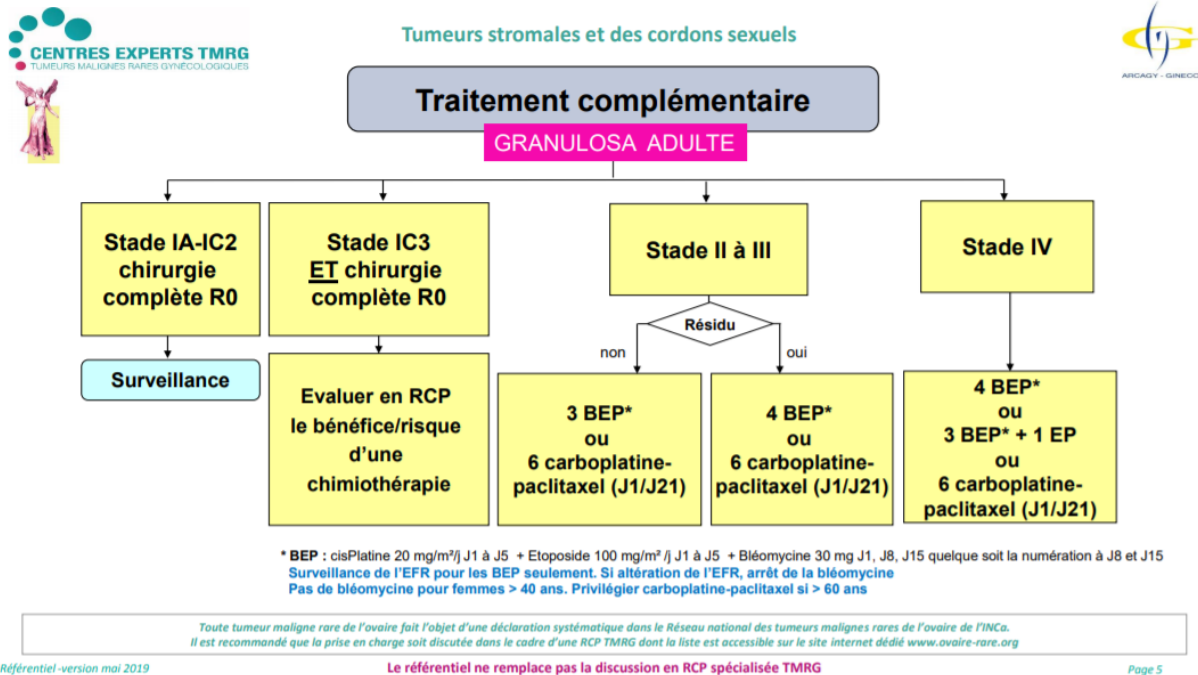 CENTRES EXPERTS TMRG
TUMEURS MALIGNES RARES GYNÉCOLOGIQUES
Tumeurs stromales et des cordons sexuels
ARCAGY - GINECO
Traitement complémentaire
GRANULOSA ADULTE
Stade IA-IC2
chirurgie
complète R0
Surveillance
Stade IC3
ET chirurgie
complète R0
Evaluer en RCP
le bénéfice/risque
d’une
chimiothérapie
Stade II à III
Résidu
non
oui
3 BEP*
ou
6 carboplatine-
paclitaxel (J1/J21)
4 BEP*
ou
6 carboplatine-
paclitaxel (J1/J21)
Stade IV
4 BEP*
ou
3 BEP* + 1 EP
ou
6 carboplatine-
paclitaxel (J1/J21)
* BEP : cisPlatine 20 mg/m²/j J1 à J5 + Etoposide 100 mg/m² /j J1 à J5 + Bléomycine 30 mg J1, J8, J15 quelque soit la numération à J8 et J15
Surveillance de l’EFR pour les BEP seulement. Si altération de l’EFR, arrêt de la bléomycine
Pas de bléomycine pour femmes > 40 ans. Privilégier carboplatine-paclitaxel si > 60 ans
Toute tumeur maligne rare de l’ovaire fait l’objet d’une déclaration systématique dans le Réseau national des tumeurs malignes rares de l’ovaire de l’INCa.
Il est recommandé que la prise en charge soit discutée dans le cadre d’une RCP TMRG dont la liste est accessible sur le site internet dédié www.ovaire-rare.org
Référentiel -version mai 2019
Le référentiel ne remplace pas la discussion en RCP spécialisée TMRG
Page 5